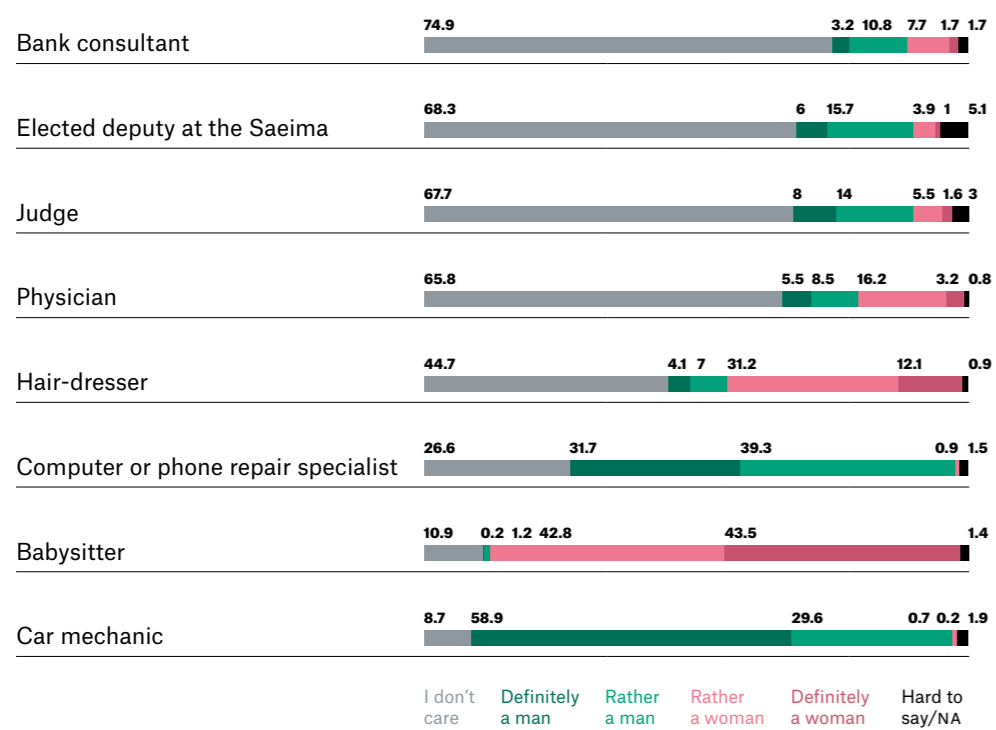 74.9 3.2 10.8 7.7 1.7 1.7
Bank consultant
68.3 6 15.7 3.9 1 5.1
Elected deputy at the Saeima
67.7 8 14 5.5 1.6 3
Judge
65.8 5.5 8.5 16.2 3.2 0.8
Physician
44.7 4.1 7 31.2 12.1 0.9
Hair-dresser
26.6 31.7 39.3 0.9 1.5
Computer or phone repair specialist
10.9 0.2 1.2 42.8 43.5 1.4
Babysitter
8.7 58.9 29.6 0.7 0.2 1.9
Car mechanic
I don't care
Definitely a man
Rather a man
Rather a woman
Definitely a woman
Hard to say/NA